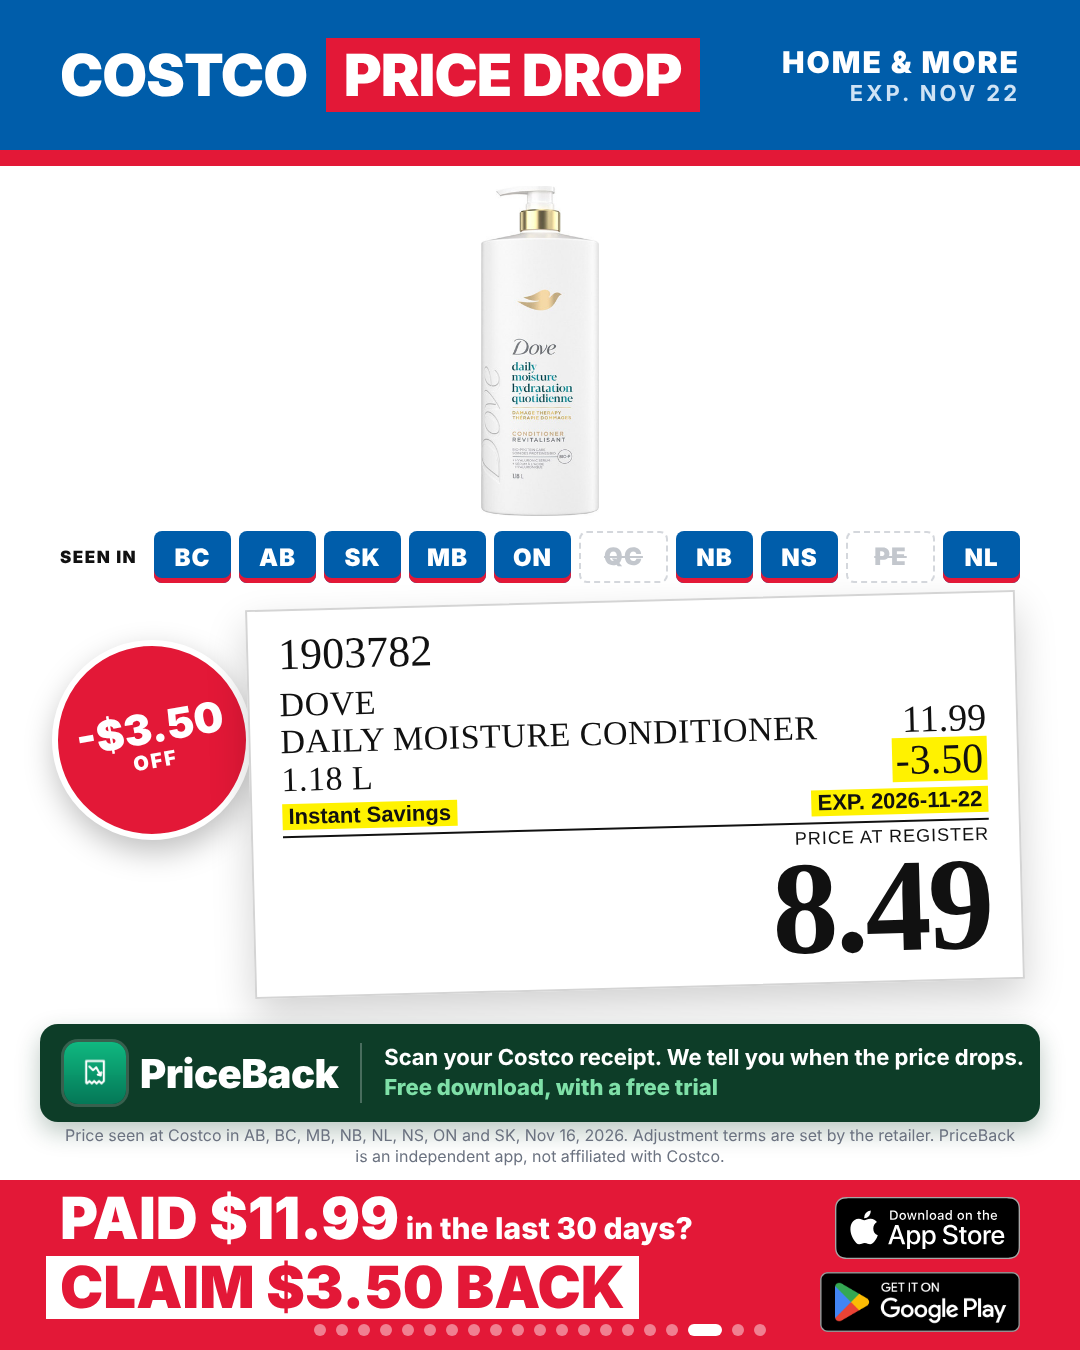 COSTCO PRICE DROP
HOME & MORE
EXP. NOV 22
Dove
daily
moisture
hydratation
quotidienne
DAMAGE THERAPY
CONDITIONER
REVITALISANT
Dove
SEEN IN BC AB SK MB ON QC NB NS PE NL
-$3.50
OFF
1903782
DOVE
DAILY MOISTURE CONDITIONER 11.99
1.18 L -3.50
Instant Savings EXP. 2026-11-22
PRICE AT REGISTER
8.49
PriceBack
Scan your Costco receipt. We tell you when the price drops.
Free download, with a free trial
Price seen at Costco in AB, BC, MB, NB, NL, NS, ON and SK, Nov 16, 2026. Adjustment terms are set by the retailer. PriceBack
is an independent app, not affiliated with Costco.
PAID $11.99 in the last 30 days?
CLAIM $3.50 BACK
Download on the
App Store
GET IT ON
Google Play